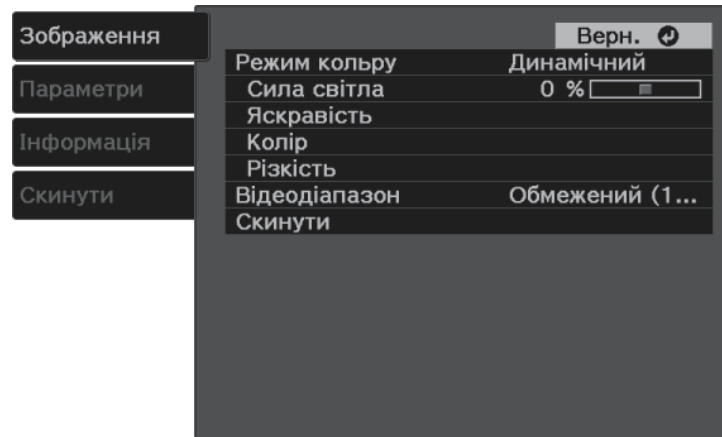 Зображення
Параметри
Інформація
Скинути
Верн.
Режим кольру Динамічний
Сила світла 0 %
Яскравість
Колір
Різкість
Відеодіапазон Обмежений (1...
Скинути